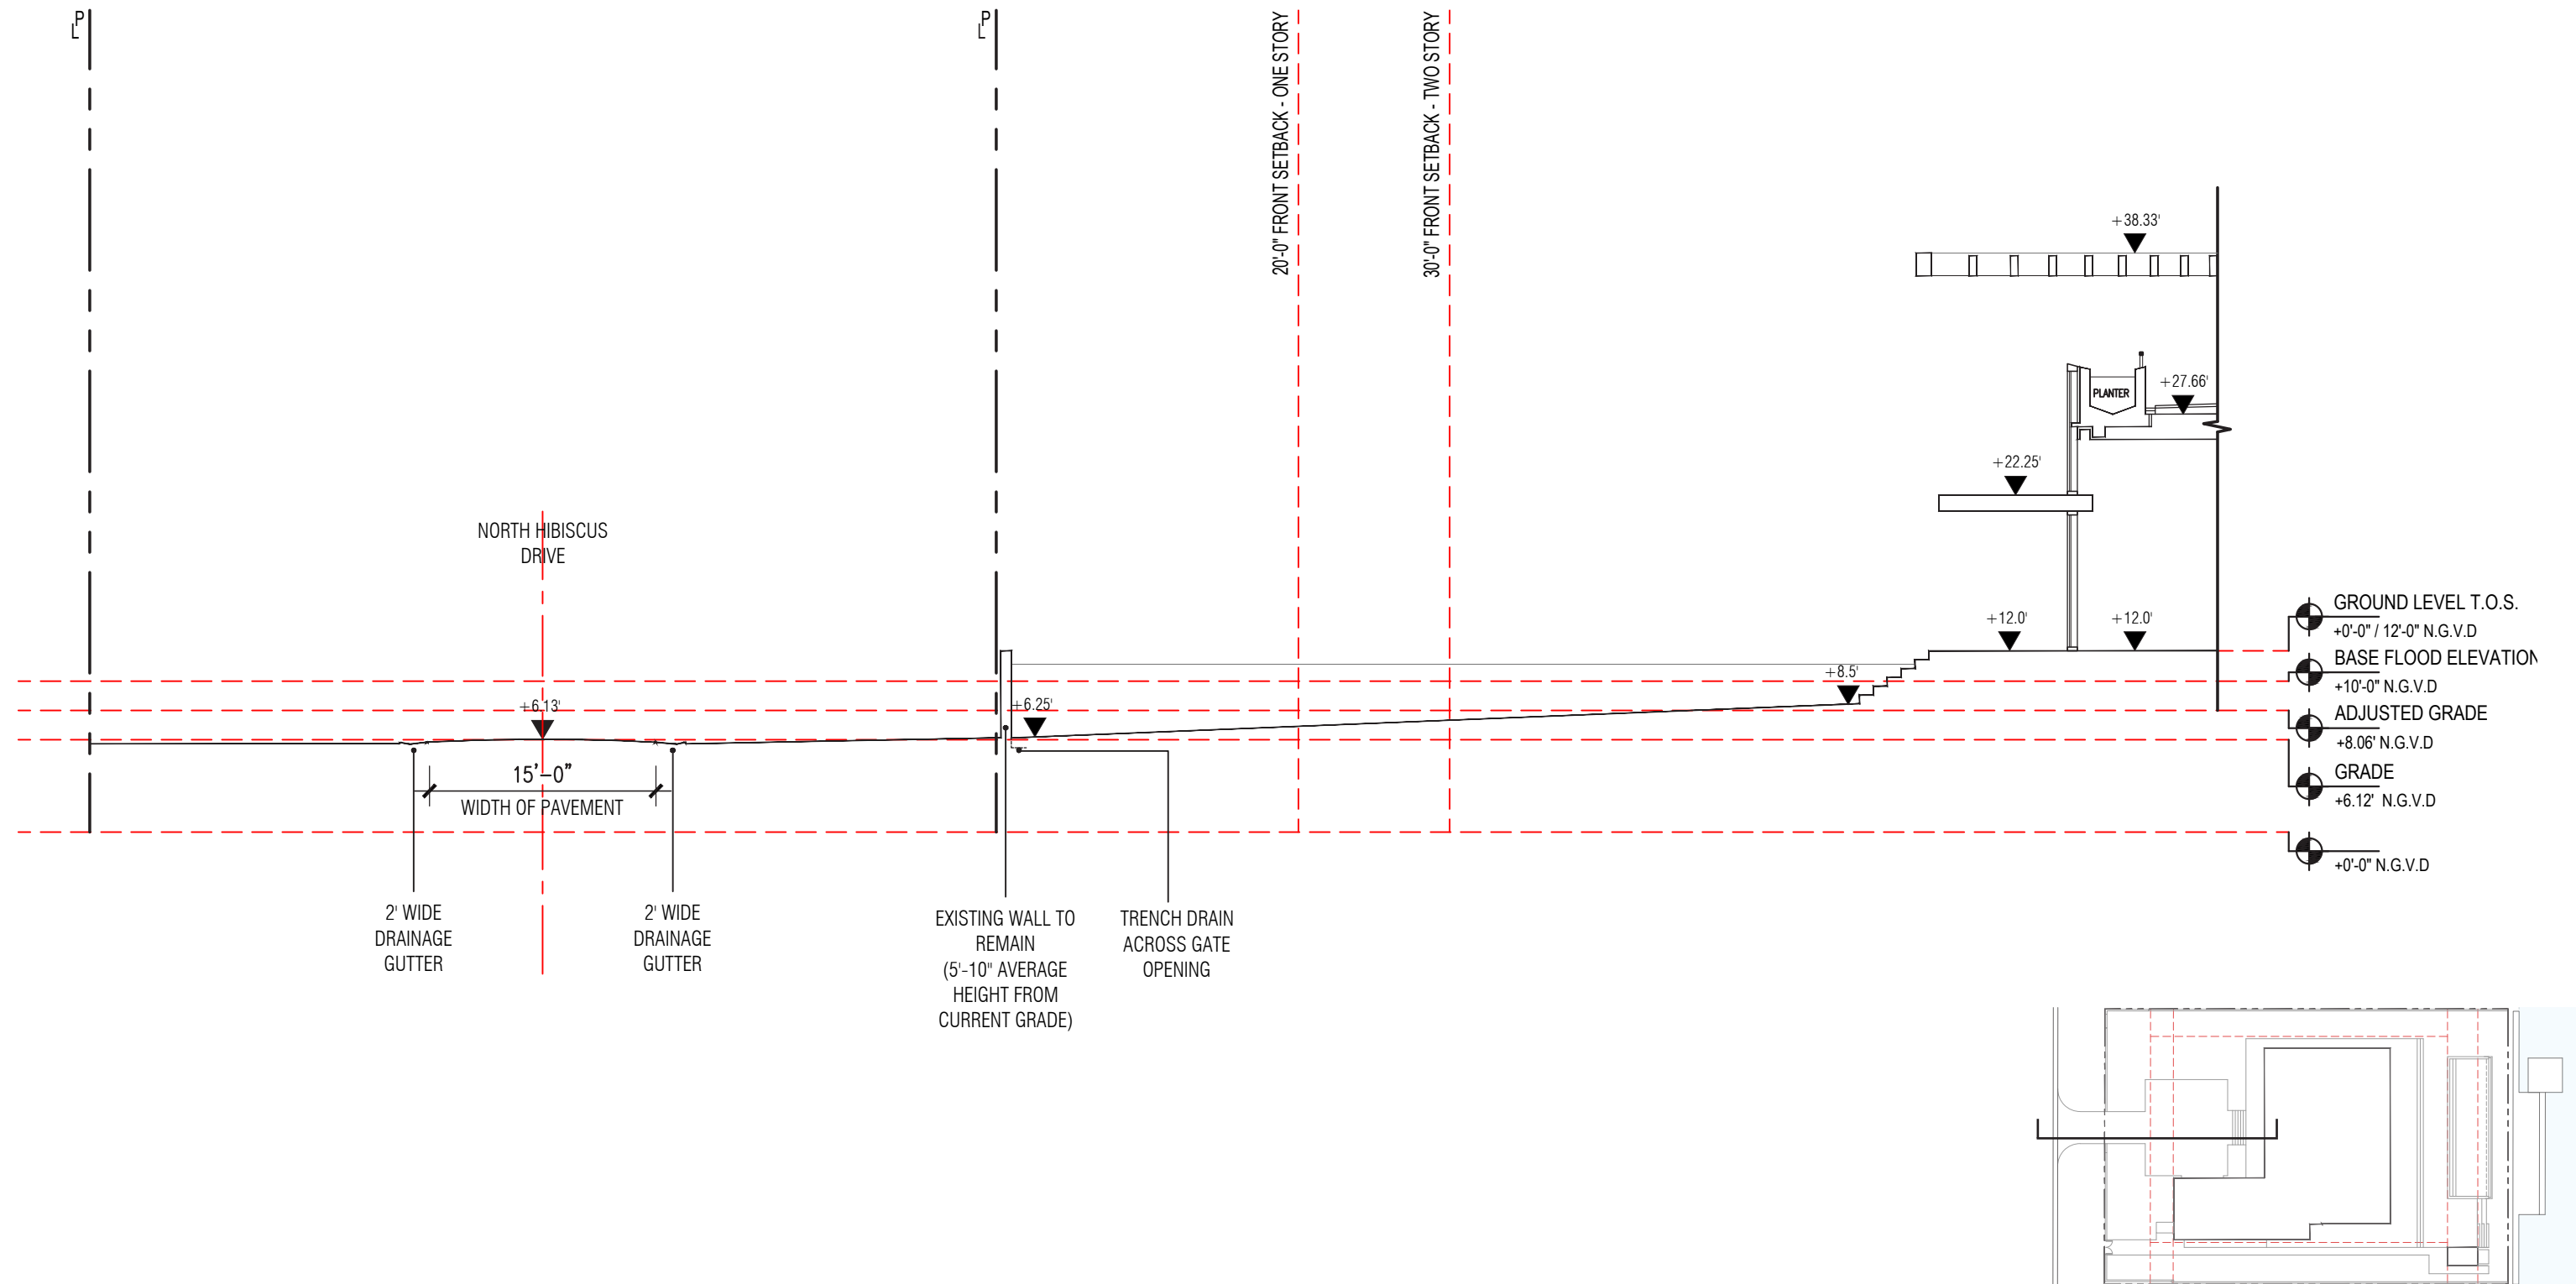 PL
PL
20'-0" FRONT SETBACK - ONE STORY
30'-0" FRONT SETBACK - TWO STORY
+38.33'
PLANTER
+27.66'
+22.25'
NORTH HIBISCUS
DRIVE
+12.0'
+12.0'
+8.5'
+6.13'
+6.25'
GROUND LEVEL T.O.S.
+0'-0" / 12'-0" N.G.V.D
BASE FLOOD ELEVATION
+10'-0" N.G.V.D
ADJUSTED GRADE
+8.06' N.G.V.D
GRADE
+6.12' N.G.V.D
+0'-0" N.G.V.D
15'-0"
WIDTH OF PAVEMENT
2' WIDE
DRAINAGE
GUTTER
2' WIDE
DRAINAGE
GUTTER
EXISTING WALL TO
REMAIN
(5'-10" AVERAGE
HEIGHT FROM
CURRENT GRADE)
TRENCH DRAIN
ACROSS GATE
OPENING